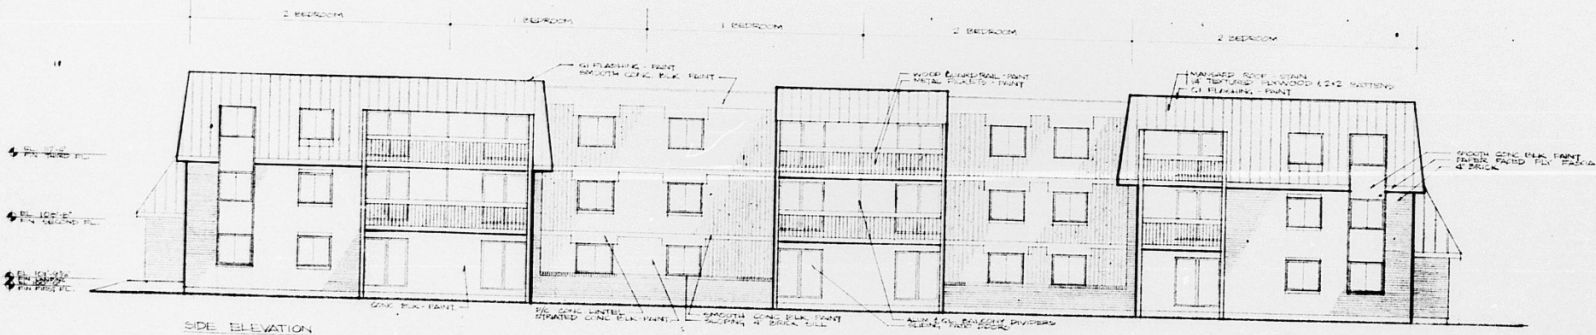 2 BEDROOM
1 BEDROOM
1 BEDROOM
2 BEDROOM
2 BEDROOM
GI FLASHING - PAINT
SMOOTH CONC. BLK. PAINT
WOOD GUARDRAIL - PAINT
METAL PICKETS - PAINT
MANSARD ROOF - STAIN
1/4" TEXTURED PLYWOOD & 2x2 BATTENS
GI FLASHING - PAINT
FIN. THIRD FL.
FIN. SECOND FL.
FIN. FIRST FL.
SMOOTH CONC. BLK. PAINT
PAPER FACED PLY FASCIA
4" BRICK
CONC. BLK - PAINT
P/C CONC. LINTEL
STRIATED CONC. BLK - PAINT
SMOOTH CONC. BLK. PAINT
SLOPING 4" BRICK SILL
BALCONY DIVIDERS
SLIDING
SIDE ELEVATION